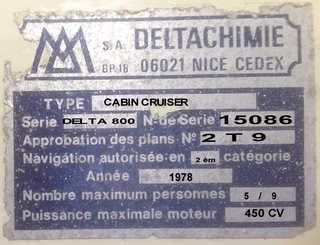 S.A. DELTACHIMIE
BP.18 06021 NICE CEDEX
TYPE CABIN CRUISER
Serie DELTA 800 N° de Serie 15086
Approbation des plans N° 2 T 9
Navigation autorisée en 2 ém catégorie
Année 1978
Nombre maximum personnes 5 / 9
Puissance maximale moteur 450 CV